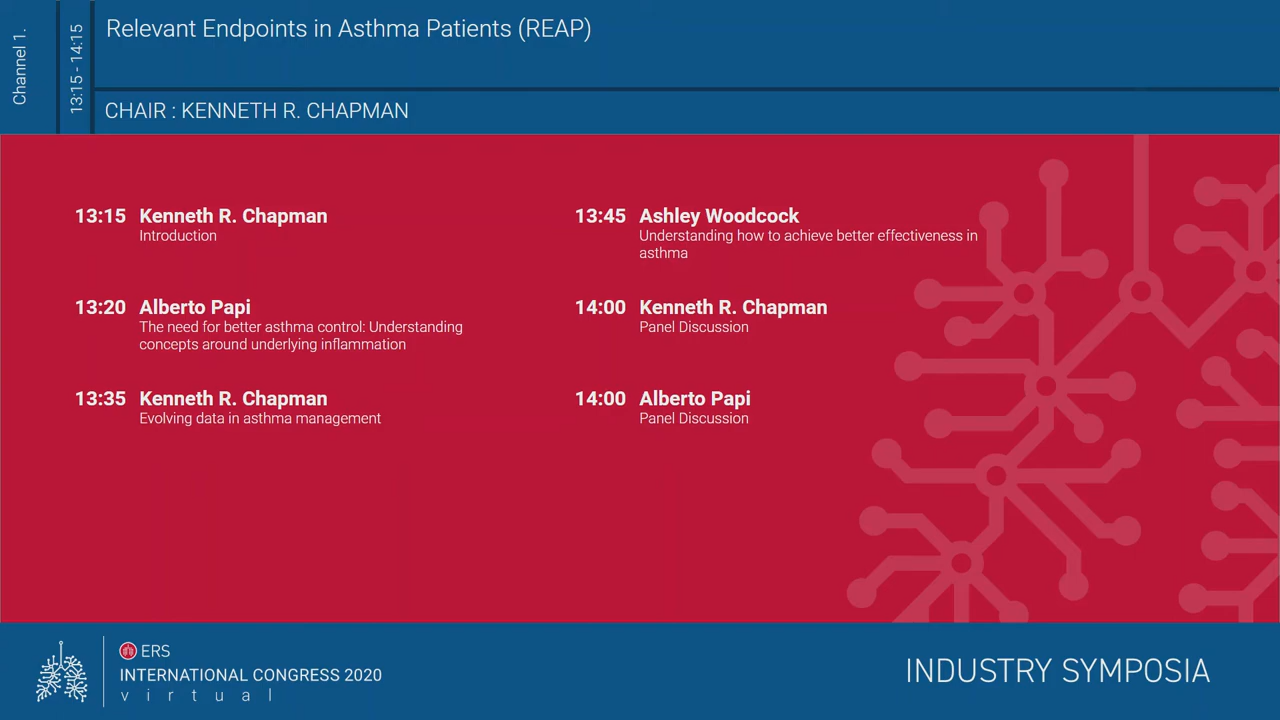 Channel 1.
13:15 - 14:15
Relevant Endpoints in Asthma Patients (REAP)
CHAIR : KENNETH R. CHAPMAN
13:15 Kenneth R. Chapman
Introduction
13:20 Alberto Papi
The need for better asthma control: Understanding
concepts around underlying inflammation
13:35 Kenneth R. Chapman
Evolving data in asthma management
13:45 Ashley Woodcock
Understanding how to achieve better effectiveness in
asthma
14:00 Kenneth R. Chapman
Panel Discussion
14:00 Alberto Papi
Panel Discussion
ERS
INTERNATIONAL CONGRESS 2020
virtual
INDUSTRY SYMPOSIA